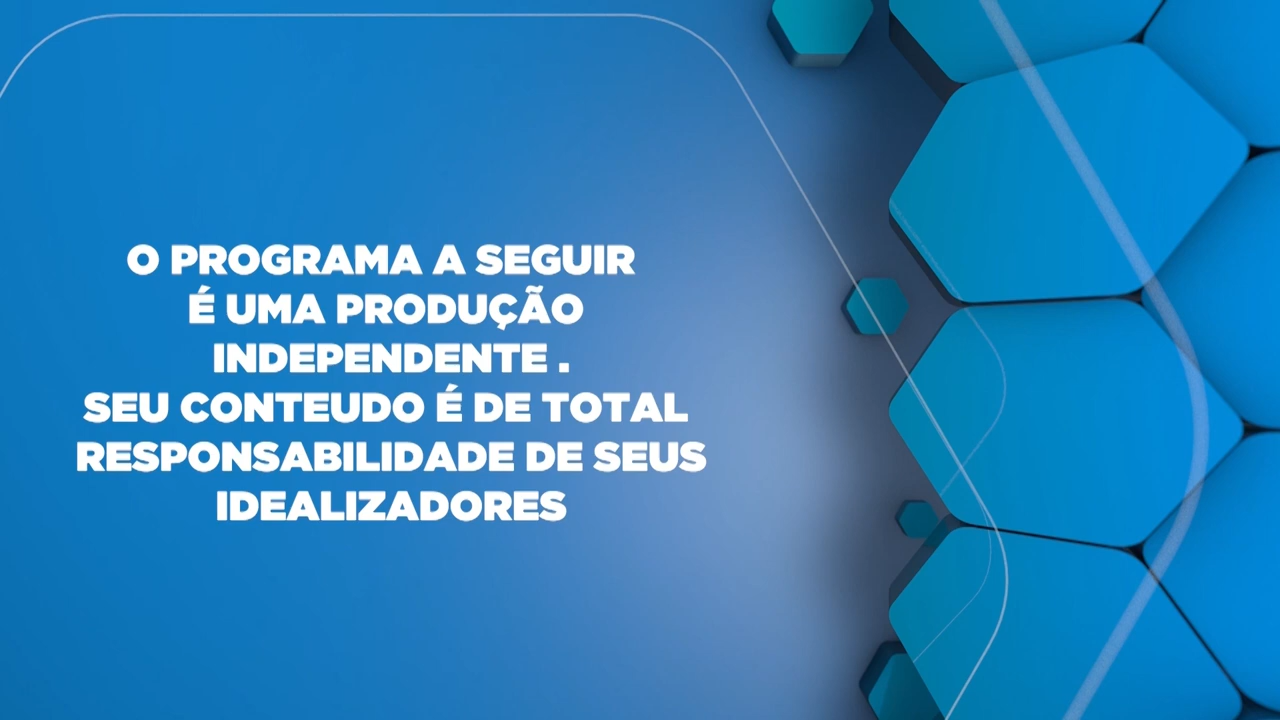 O PROGRAMA A SEGUIR
É UMA PRODUÇÃO
INDEPENDENTE .
SEU CONTEUDO É DE TOTAL
RESPONSABILIDADE DE SEUS
IDEALIZADORES